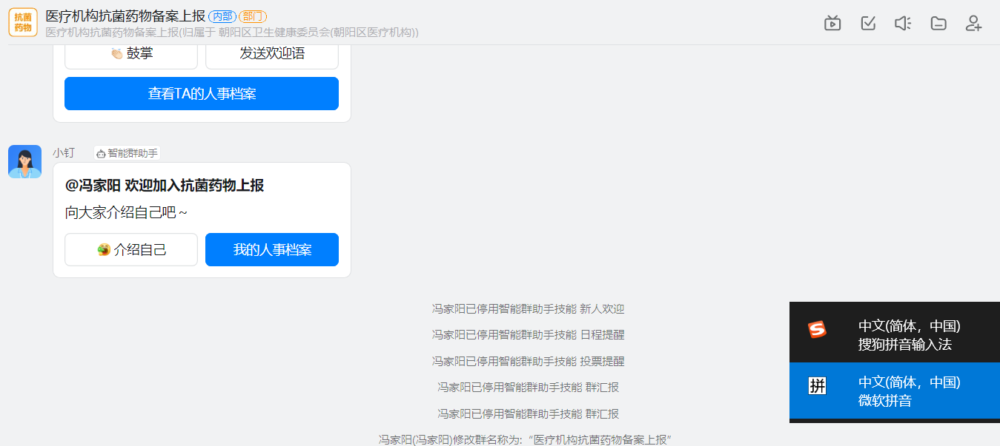 抗菌
药物
医疗机构抗菌药物备案上报 内部 部门
医疗机构抗菌药物备案上报(归属于 朝阳区卫生健康委员会(朝阳区医疗机构))
鼓掌
发送欢迎语
查看TA的人事档案
小钉 智能群助手
@冯家阳 欢迎加入抗菌药物上报
向大家介绍自己吧～
介绍自己
我的人事档案
冯家阳已停用智能群助手技能 新人欢迎
冯家阳已停用智能群助手技能 日程提醒
冯家阳已停用智能群助手技能 投票提醒
冯家阳已停用智能群助手技能 群汇报
冯家阳已停用智能群助手技能 群汇报
冯家阳(冯家阳)修改群名称为:“医疗机构抗菌药物备案上报”
中文(简体，中国)
搜狗拼音输入法
拼
中文(简体，中国)
微软拼音